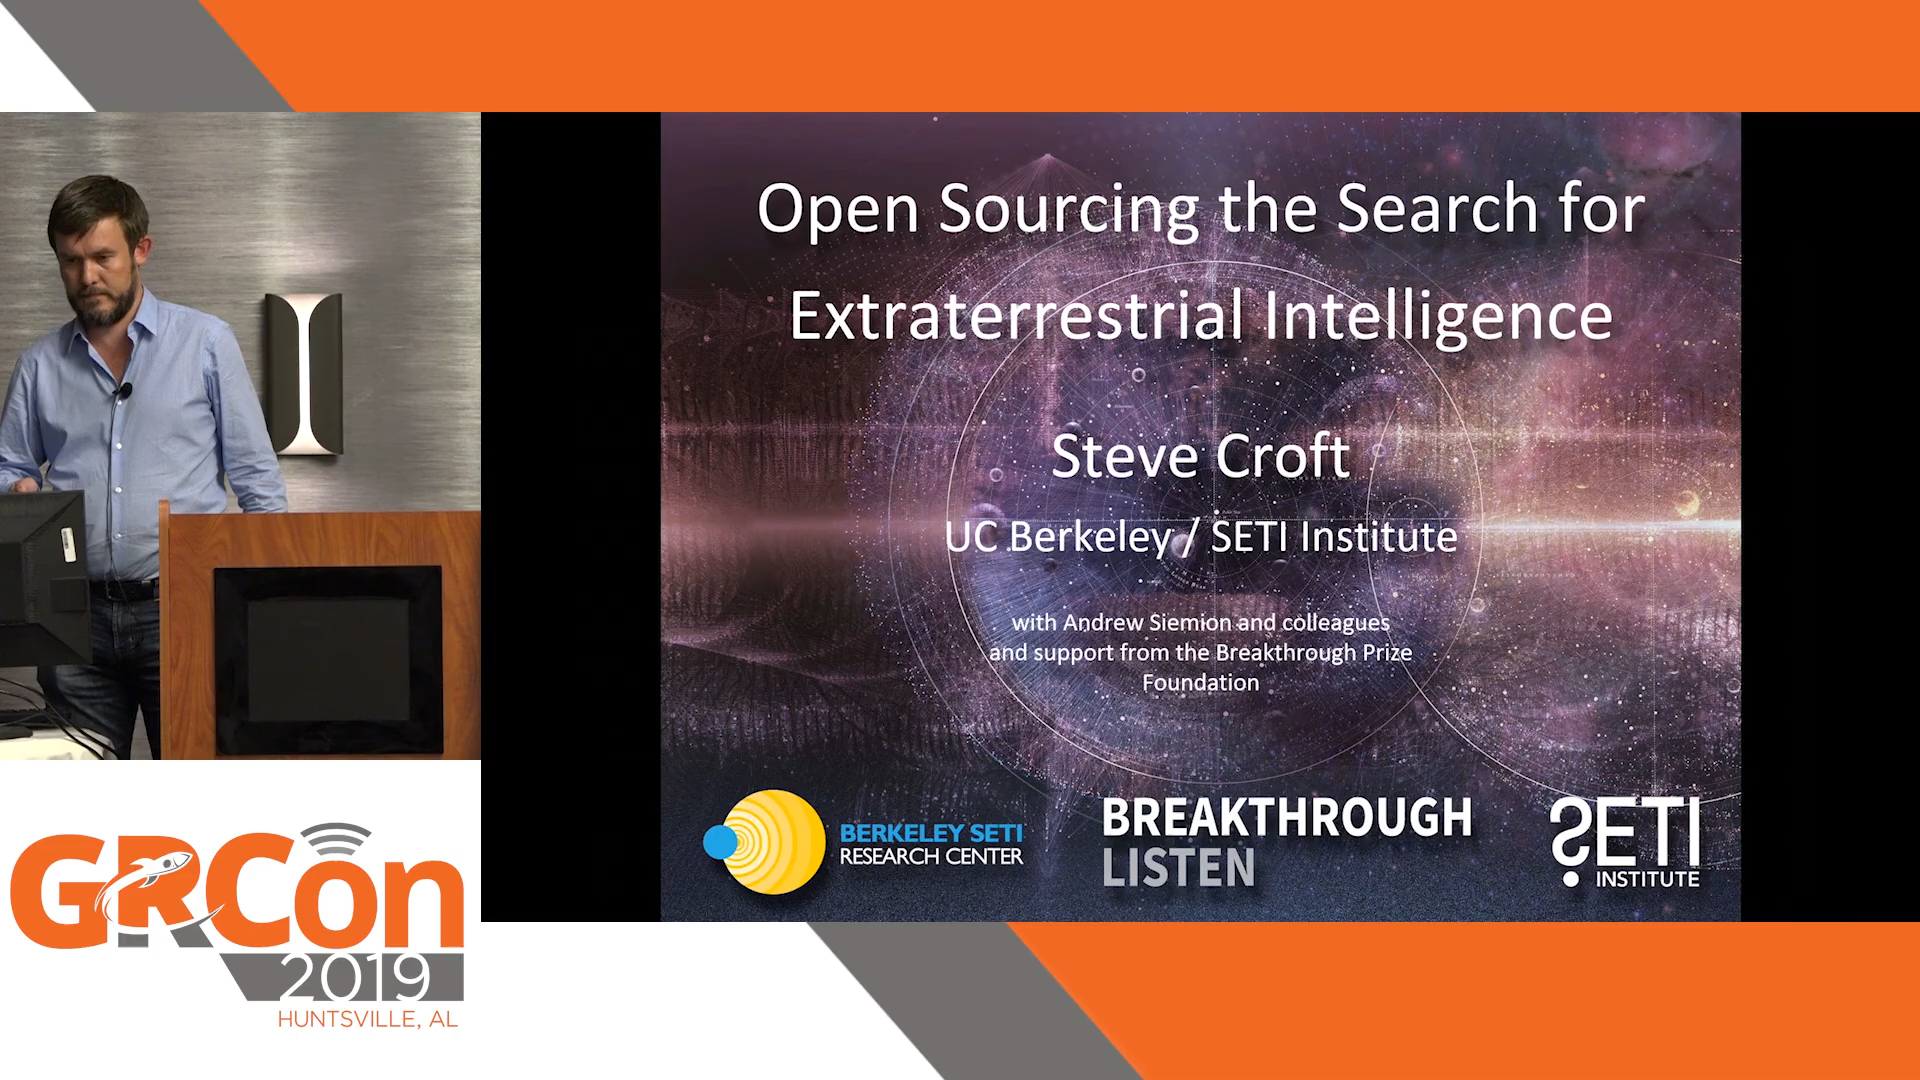 Open Sourcing the Search for
Extraterrestrial Intelligence
Steve Croft
UC Berkeley / SETI Institute
with Andrew Siemion and colleagues
and support from the Breakthrough Prize
Foundation
BERKELEY SETI
RESEARCH CENTER
BREAKTHROUGH
LISTEN
SETI
INSTITUTE
GRCon
2019
HUNTSVILLE, AL